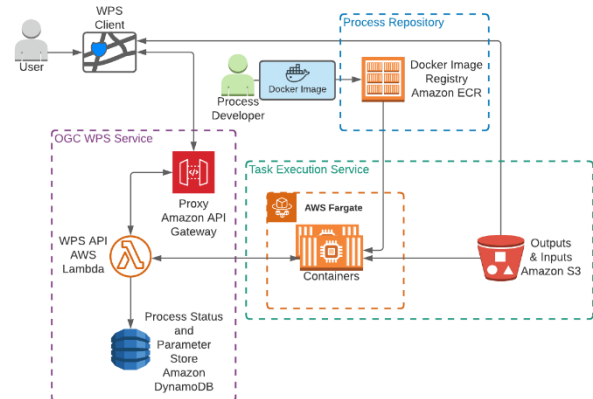 WPS
Client
User
Process Repository
Docker Image
Docker Image
Registry
Amazon ECR
Process
Developer
OGC WPS Service
Proxy
Amazon API
Gateway
Task Execution Service
AWS Fargate
WPS API
AWS
Lambda
Containers
Outputs
& Inputs
Amazon S3
Process Status
and
Parameter
Store
Amazon
DynamoDB